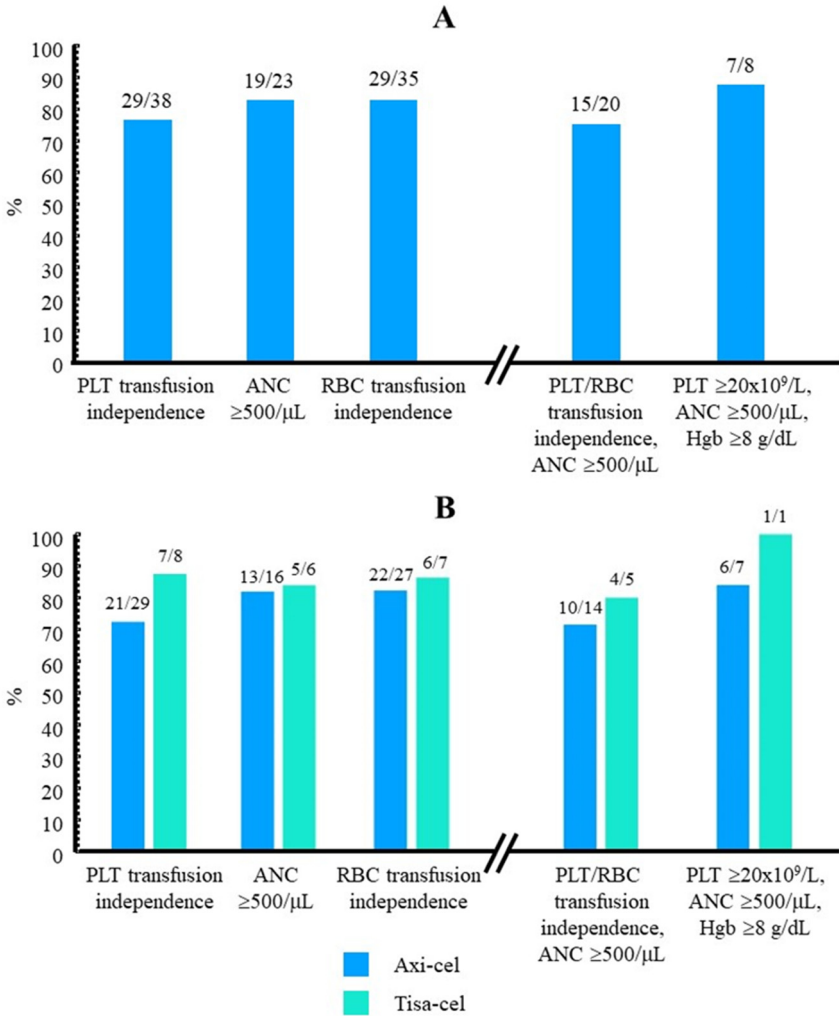 A
100
90
80
70
60
50
40
30
20
10
0
%
29/38
19/23
29/35
15/20
7/8
PLT transfusion
independence
ANC
≥500/μL
RBC transfusion
independence
PLT/RBC
transfusion
independence,
ANC ≥500/μL
PLT ≥20x10⁹/L,
ANC ≥500/μL,
Hgb ≥8 g/dL
B
100
90
80
70
60
50
40
30
20
10
0
%
21/29
7/8
13/16
5/6
22/27
6/7
10/14
4/5
6/7
1/1
PLT transfusion
independence
ANC
≥500/μL
RBC transfusion
independence
PLT/RBC
transfusion
independence,
ANC ≥500/μL
PLT ≥20x10⁹/L,
ANC ≥500/μL,
Hgb ≥8 g/dL
Axi-cel
Tisa-cel